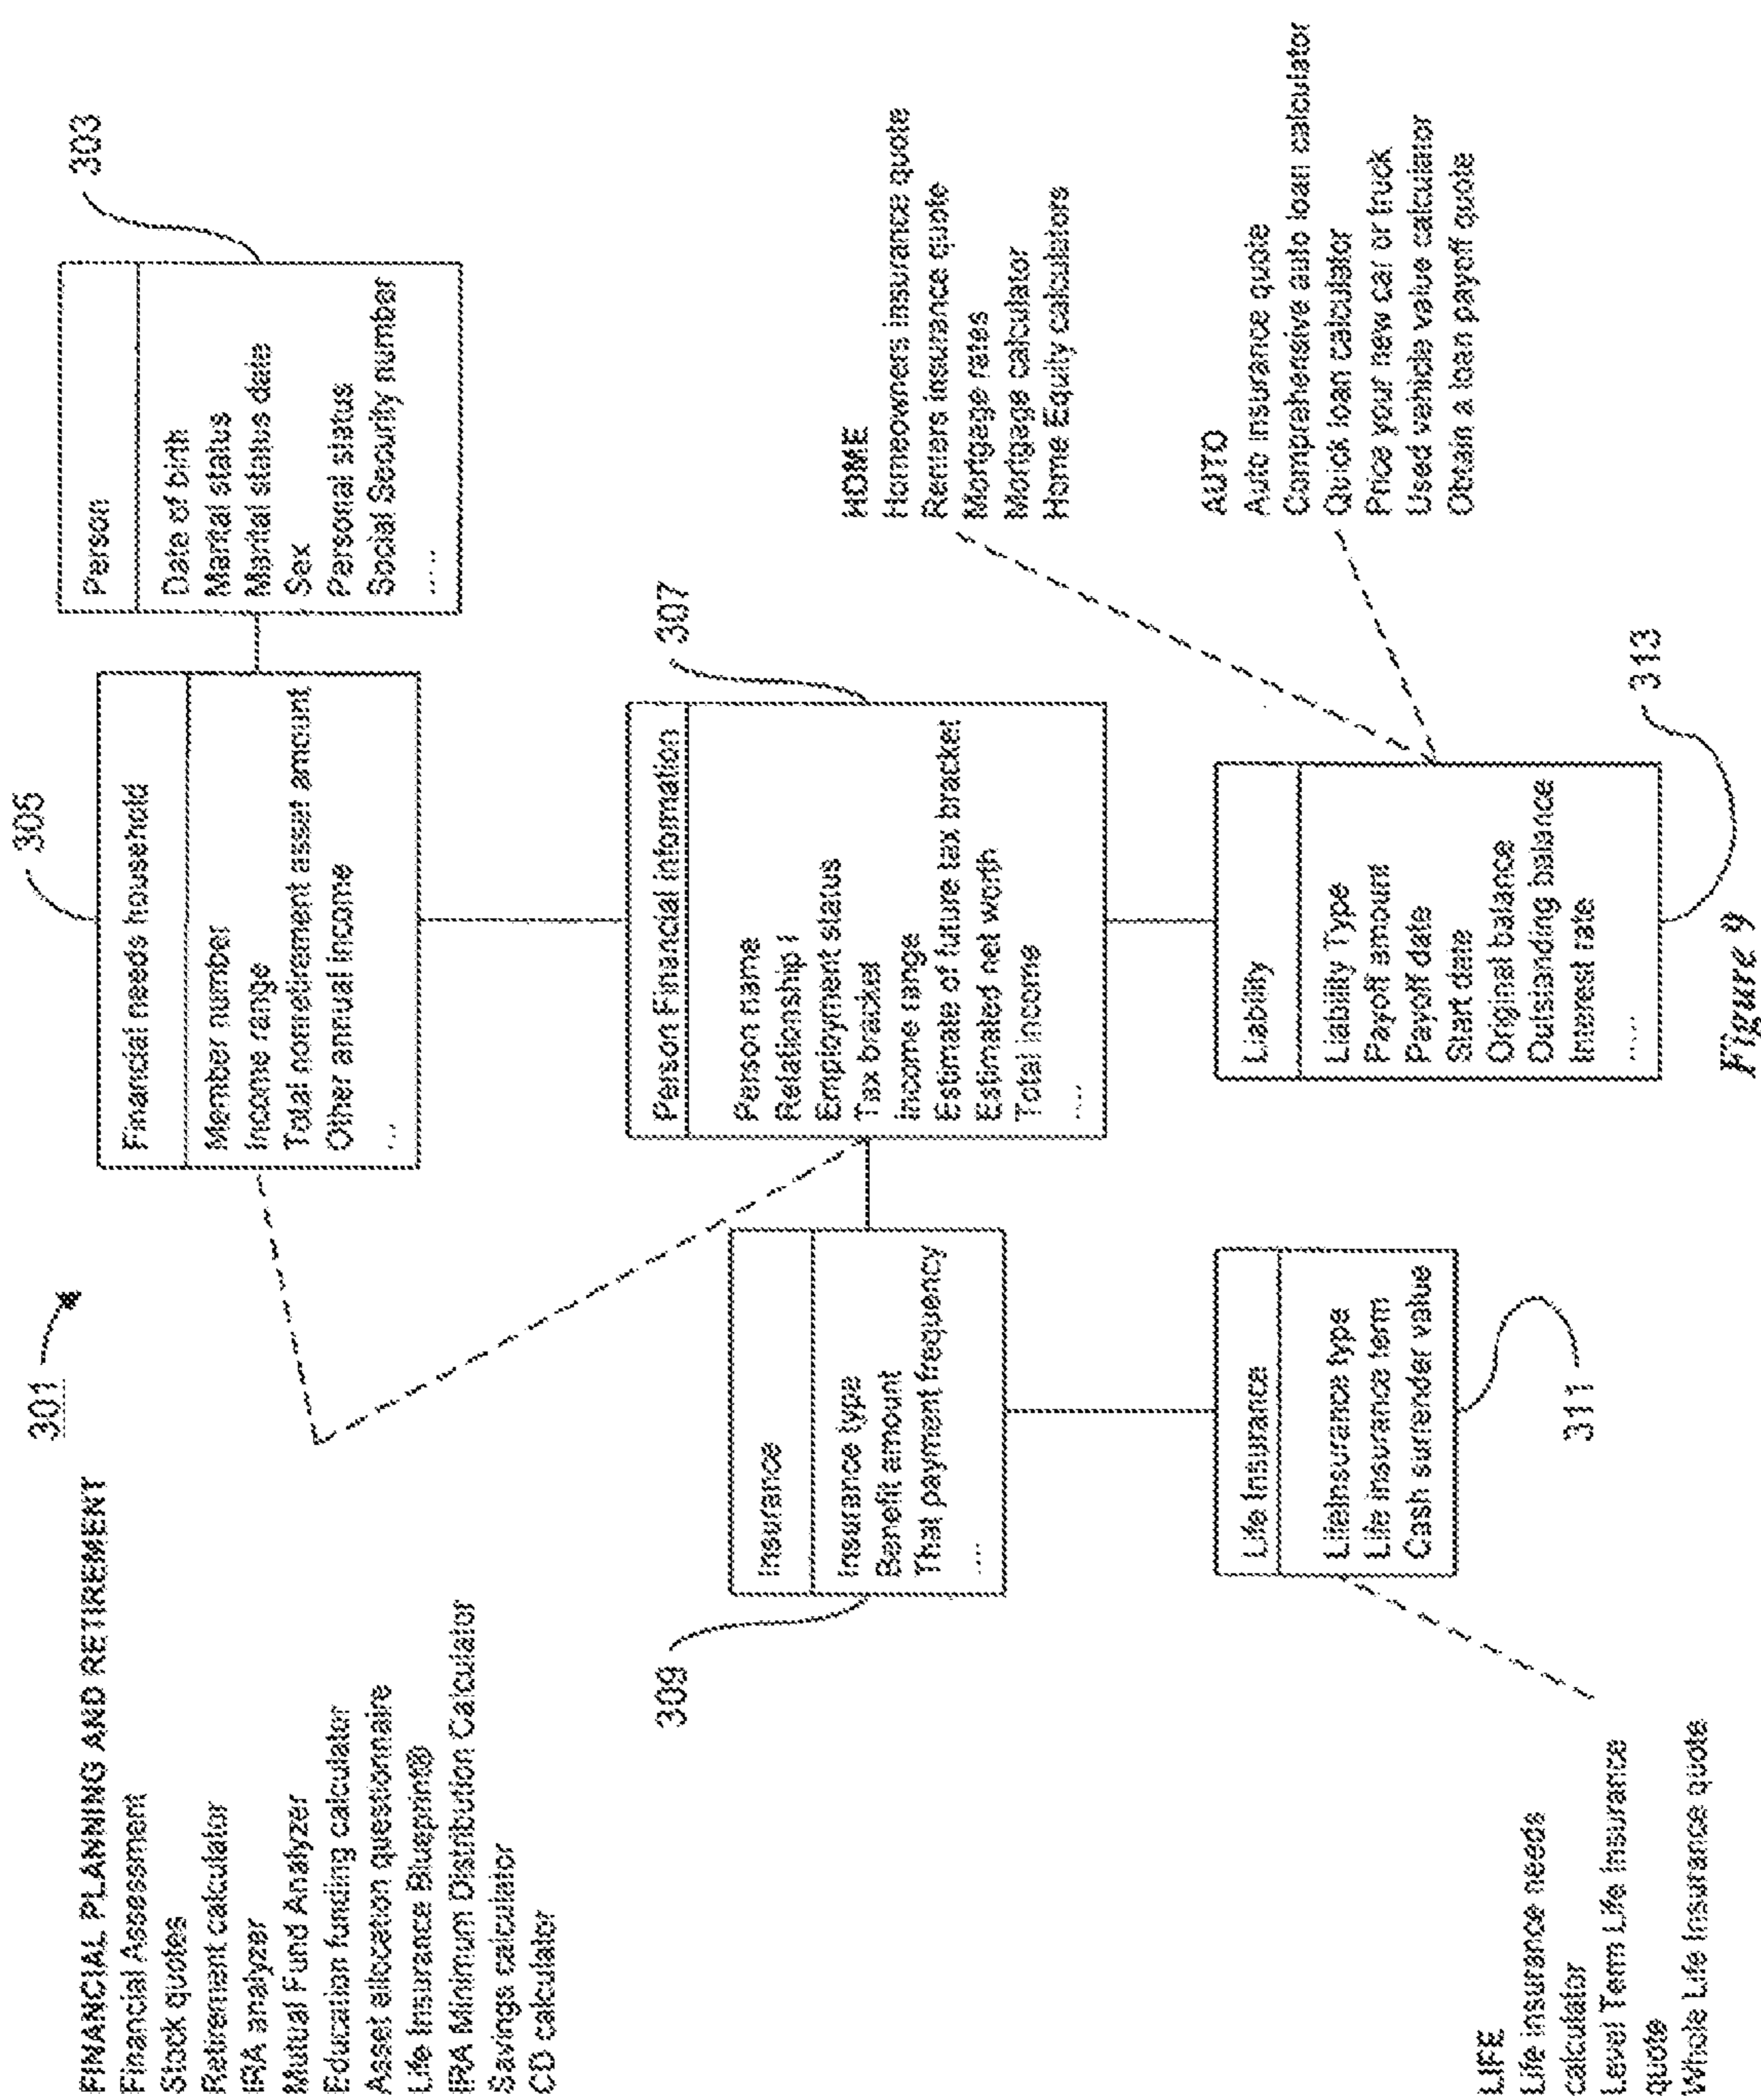 301
FINANCIAL PLANNING AND RETIREMENT
Financial Assessment
Stock quotes
Retirement calculator
IRA analyzer
Mutual Fund Analyzer
Education funding calculator
Asset allocation questionnaire
Life Insurance Blueprint®
IRA Minimum Distribution Calculator
Savings calculator
CD calculator
305
Financial needs household
Member number
Income range
Total nonretirement asset amount
Other annual income
...
303
Person
Date of birth
Marital status
Marital status date
Sex
Personal status
Social Security number
....
309
Insurance
Insurance type
Benefit amount
That payment frequency
....
307
Person Financial information
Person name
Relationship i
Employment status
Tax bracket
Income range
Estimate of future tax bracket
Estimated net worth
Total income
...
HOME
Homeowners insurance quote
Renters insurance quote
Mortgage rates
Mortgage calculator
Home Equity calculators
AUTO
Auto insurance quote
Comprehensive auto loan calculator
Quick loan calculator
Price your new car or truck
Used vehicle value calculator
Obtain a loan payoff quote
LIFE
Life insurance needs
calculator
Level Term Life Insurance
quote
Whole Life Insurance quote
Life Insurance
LifeInsurance type
Life insurance term
Cash surrender value
311
Liability
Liability Type
Payoff amount
Payoff date
Start date
Original balance
Outstanding balance
Interest rate
....
313
Figure 9